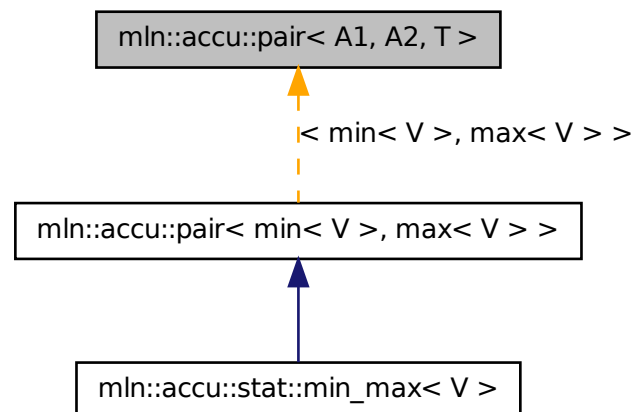 mln::accu::pair< A1, A2, T >
< min< V >, max< V > >
mln::accu::pair< min< V >, max< V > >
mln::accu::stat::min_max< V >